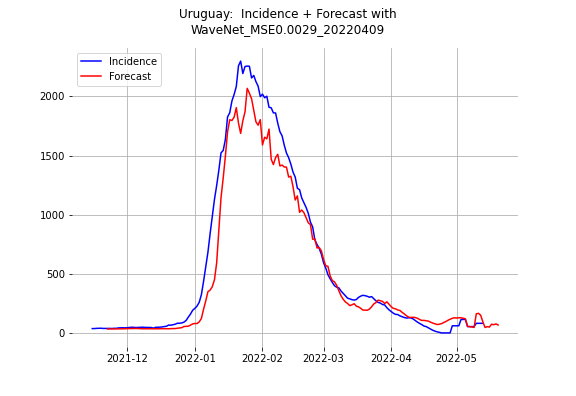 Uruguay:  Incidence + Forecast with
WaveNet_MSE0.0029_20220409
Incidence
Forecast
2000
1500
1000
500
0
2021-12
2022-01
2022-02
2022-03
2022-04
2022-05